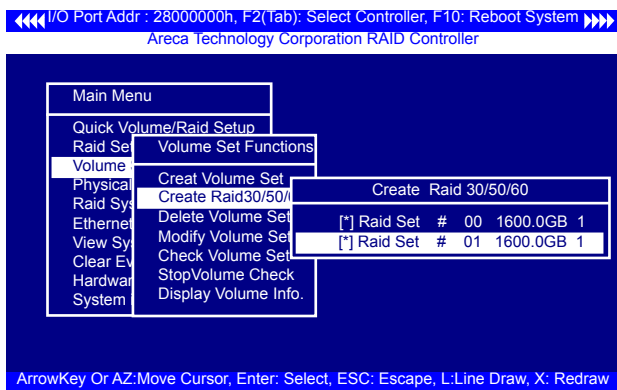 I/O Port Addr : 28000000h, F2(Tab): Select Controller, F10: Reboot System
Areca Technology Corporation RAID Controller
Main Menu
Quick Volume/Raid Setup
Raid Set
Volume
Physical
Raid Sys
Ethernet
View Sy
Clear Ev
Hardwar
System
Volume Set Functions
Creat Volume Set
Create Raid30/50/
Delete Volume Set
Modify Volume Set
Check Volume Set
StopVolume Check
Display Volume Info.
Create Raid 30/50/60
[*] Raid Set # 00 1600.0GB 1
[*] Raid Set # 01 1600.0GB 1
ArrowKey Or AZ:Move Cursor, Enter: Select, ESC: Escape, L:Line Draw, X: Redraw